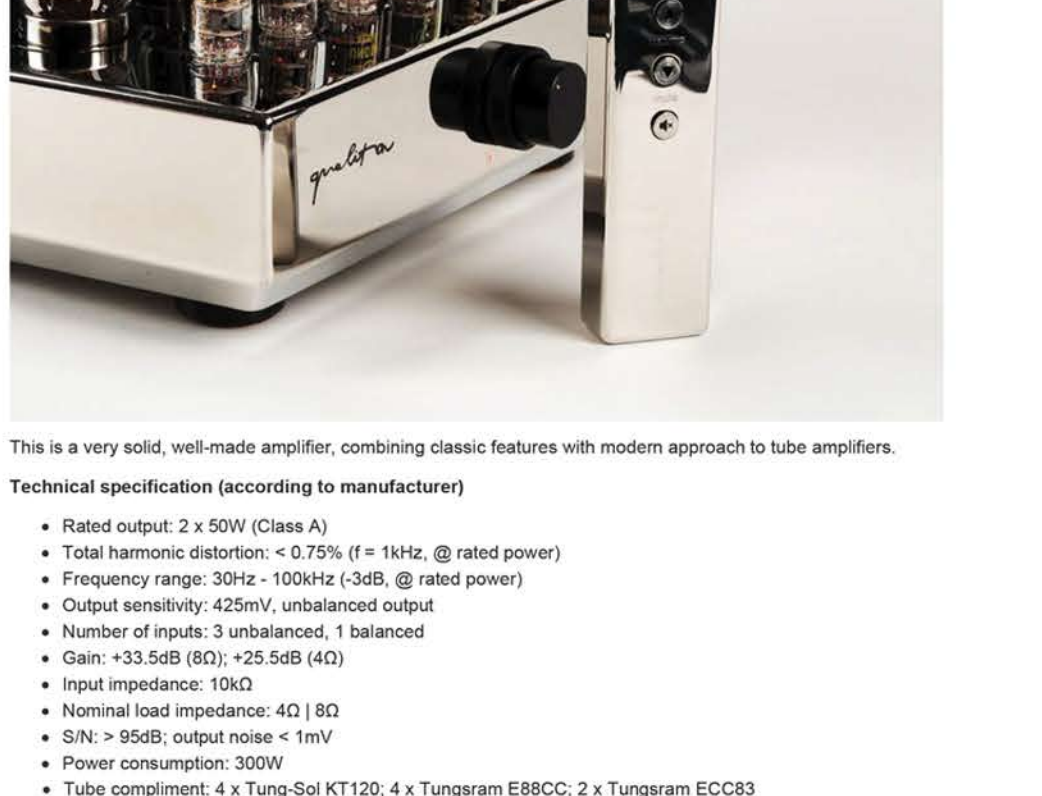 qualiton
This is a very solid, well-made amplifier, combining classic features with modern approach to tube amplifiers.
Technical specification (according to manufacturer)
• Rated output: 2 x 50W (Class A)
• Total harmonic distortion: < 0.75% (f = 1kHz, @ rated power)
• Frequency range: 30Hz - 100kHz (-3dB, @ rated power)
• Output sensitivity: 425mV, unbalanced output
• Number of inputs: 3 unbalanced, 1 balanced
• Gain: +33.5dB (8Ω); +25.5dB (4Ω)
• Input impedance: 10kΩ
• Nominal load impedance: 4Ω | 8Ω
• S/N: > 95dB; output noise < 1mV
• Power consumption: 300W
• Tube compliment: 4 x Tung-Sol KT120; 4 x Tungsram E88CC; 2 x Tungsram ECC83